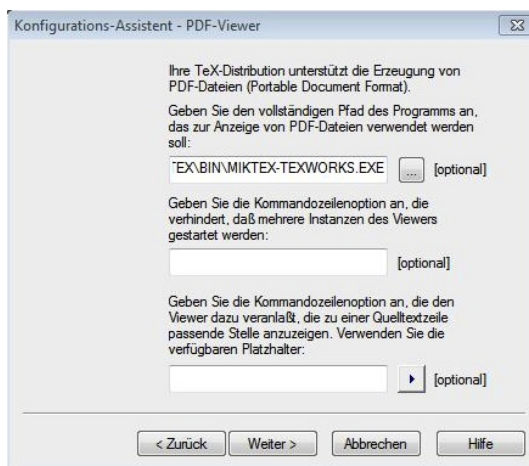 Konfigurations-Assistent - PDF-Viewer
Ihre TeX-Distribution unterstützt die Erzeugung von
PDF-Dateien (Portable Document Format).
Geben Sie den vollständigen Pfad des Programms an,
das zur Anzeige von PDF-Dateien verwendet werden
soll:
TEX\BIN\MIKTEX-TEXWORKS.EXE ... [optional]
Geben Sie die Kommandozeilenoption an, die
verhindert, daß mehrere Instanzen des Viewers
gestartet werden:
[optional]
Geben Sie die Kommandozeilenoption an, die den
Viewer dazu veranlaßt, die zu einer Quelltextzeile
passende Stelle anzuzeigen. Verwenden Sie die
verfügbaren Platzhalter:
[optional]
< Zurück Weiter > Abbrechen Hilfe